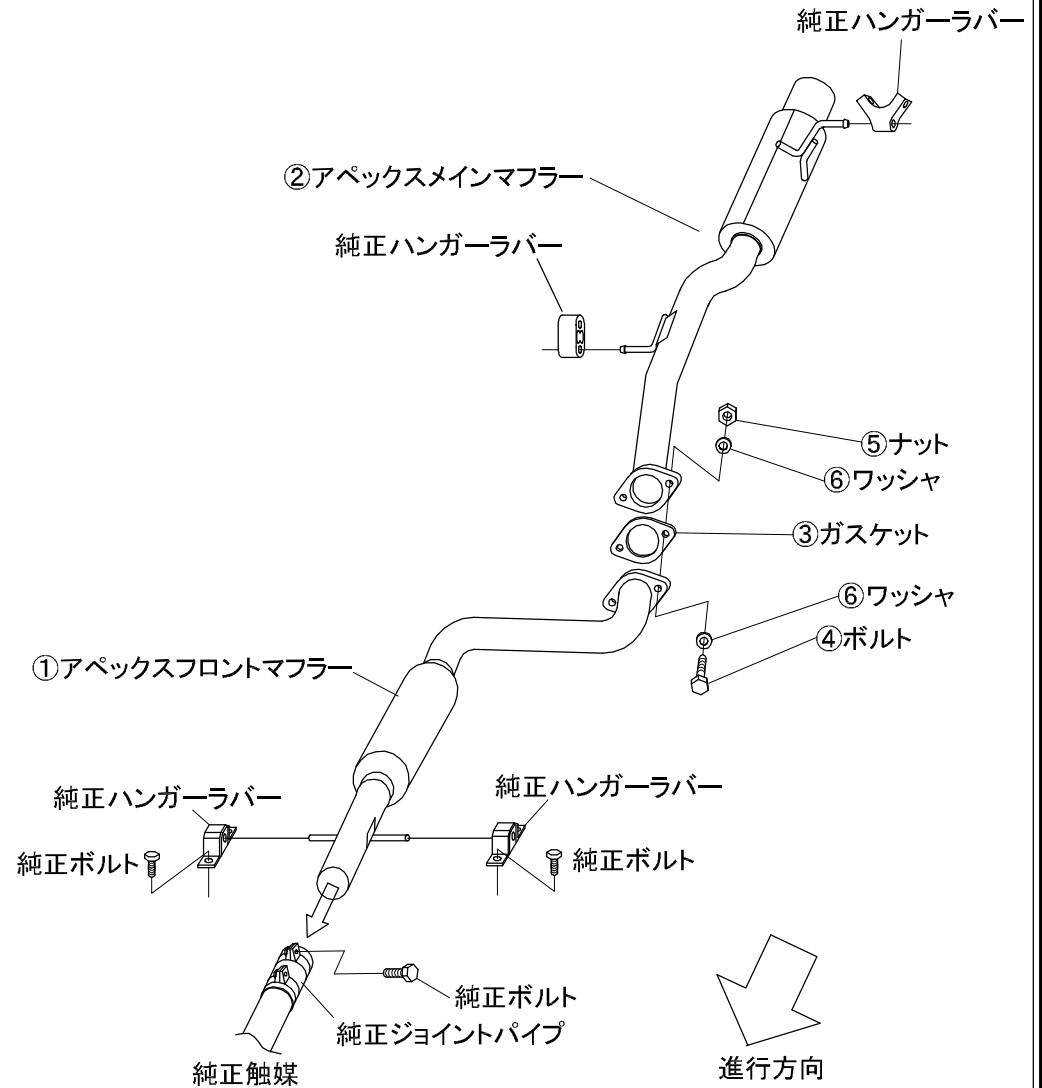 純正ハンガーラバー
②アペックスメインマフラー
純正ハンガーラバー
⑤ナット
⑥ワッシャ
③ガスケット
⑥ワッシャ
④ボルト
①アペックスフロントマフラー
純正ハンガーラバー
純正ハンガーラバー
純正ボルト
純正ボルト
純正ボルト
純正ジョイントパイプ
純正触媒
進行方向